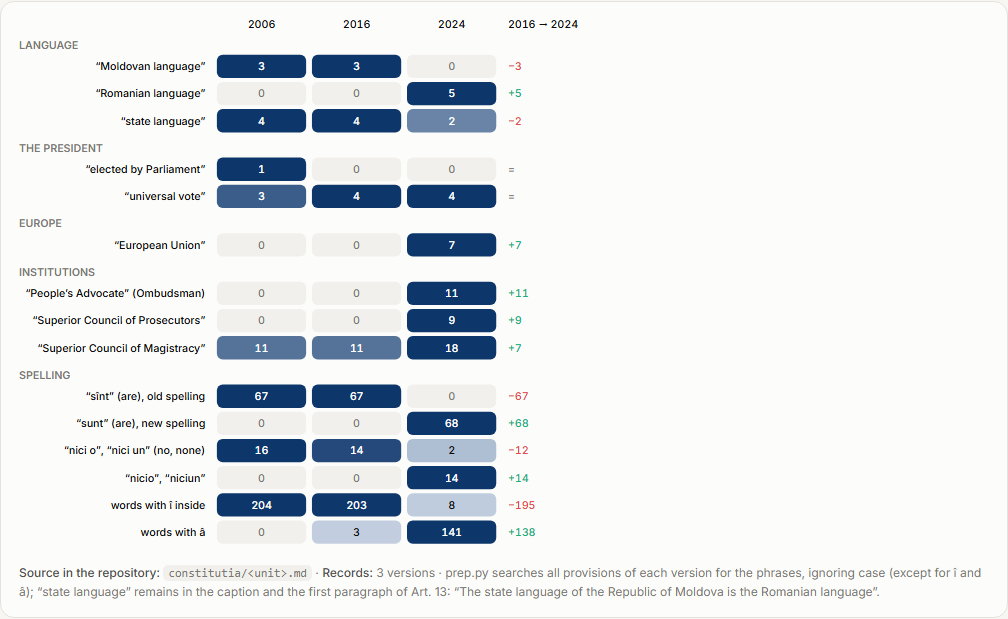 2006 2016 2024 2016 → 2024
LANGUAGE
“Moldovan language” 3 3 0 −3
“Romanian language” 0 0 5 +5
“state language” 4 4 2 −2
THE PRESIDENT
“elected by Parliament” 1 0 0 =
“universal vote” 3 4 4 =
EUROPE
“European Union” 0 0 7 +7
INSTITUTIONS
“People’s Advocate” (Ombudsman) 0 0 11 +11
“Superior Council of Prosecutors” 0 0 9 +9
“Superior Council of Magistracy” 11 11 18 +7
SPELLING
“sînt” (are), old spelling 67 67 0 −67
“sunt” (are), new spelling 0 0 68 +68
“nici o”, “nici un” (no, none) 16 14 2 −12
“nicio”, “niciun” 0 0 14 +14
words with î inside 204 203 8 −195
words with â 0 3 141 +138
Source in the repository: constitutia/<unit>.md · Records: 3 versions · prep.py searches all provisions of each version for the phrases, ignoring case (except for î and
â); “state language” remains in the caption and the first paragraph of Art. 13: “The state language of the Republic of Moldova is the Romanian language”.